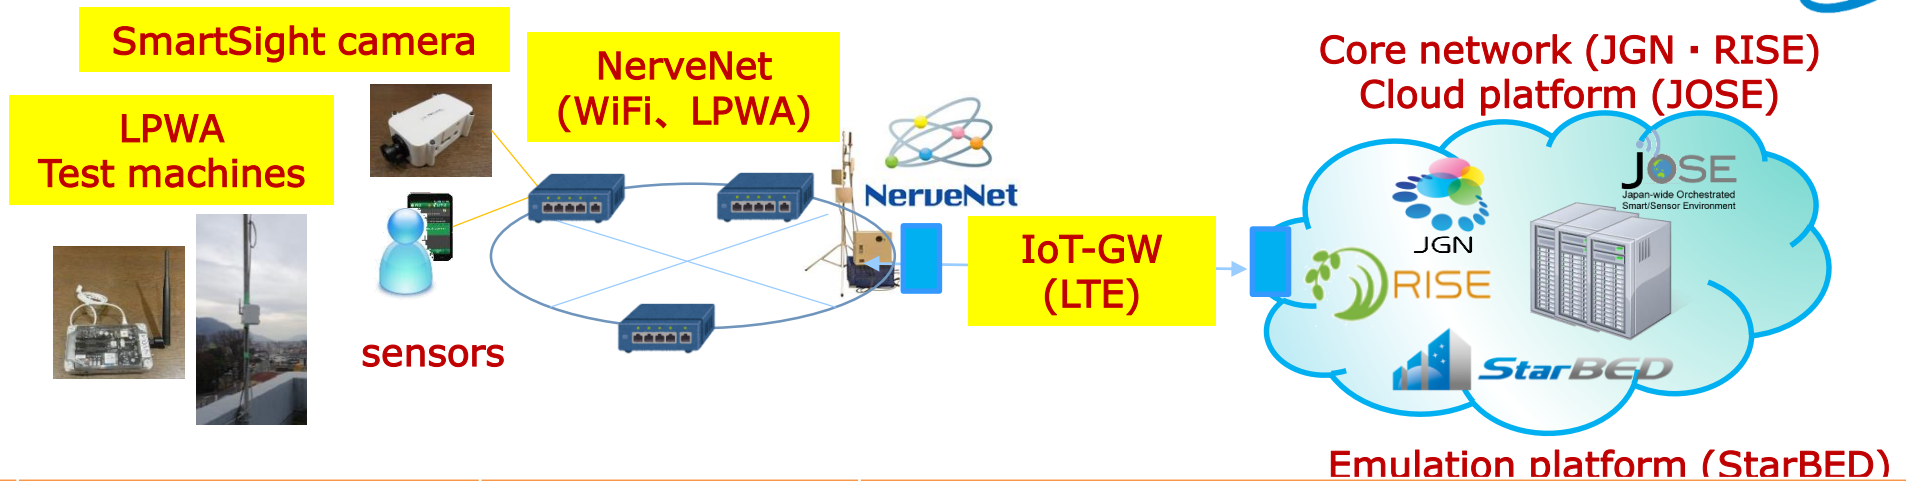 SmartSight camera
LPWA
Test machines
NerveNet
(WiFi、LPWA)
sensors
NerveNet
IoT-GW
(LTE)
Core network (JGN・RISE)
Cloud platform (JOSE)
JOSE
Japan-wide Orchestrated
Smart/Sensor Environment
JGN
RISE
StarBED
Emulation platform (StarBED)